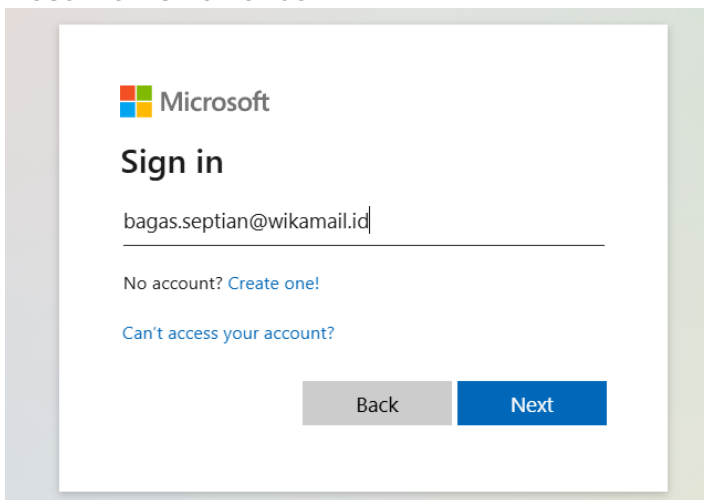 Microsoft
Sign in
bagas.septian@wikamail.id
No account? Create one!
Can't access your account?
Back Next